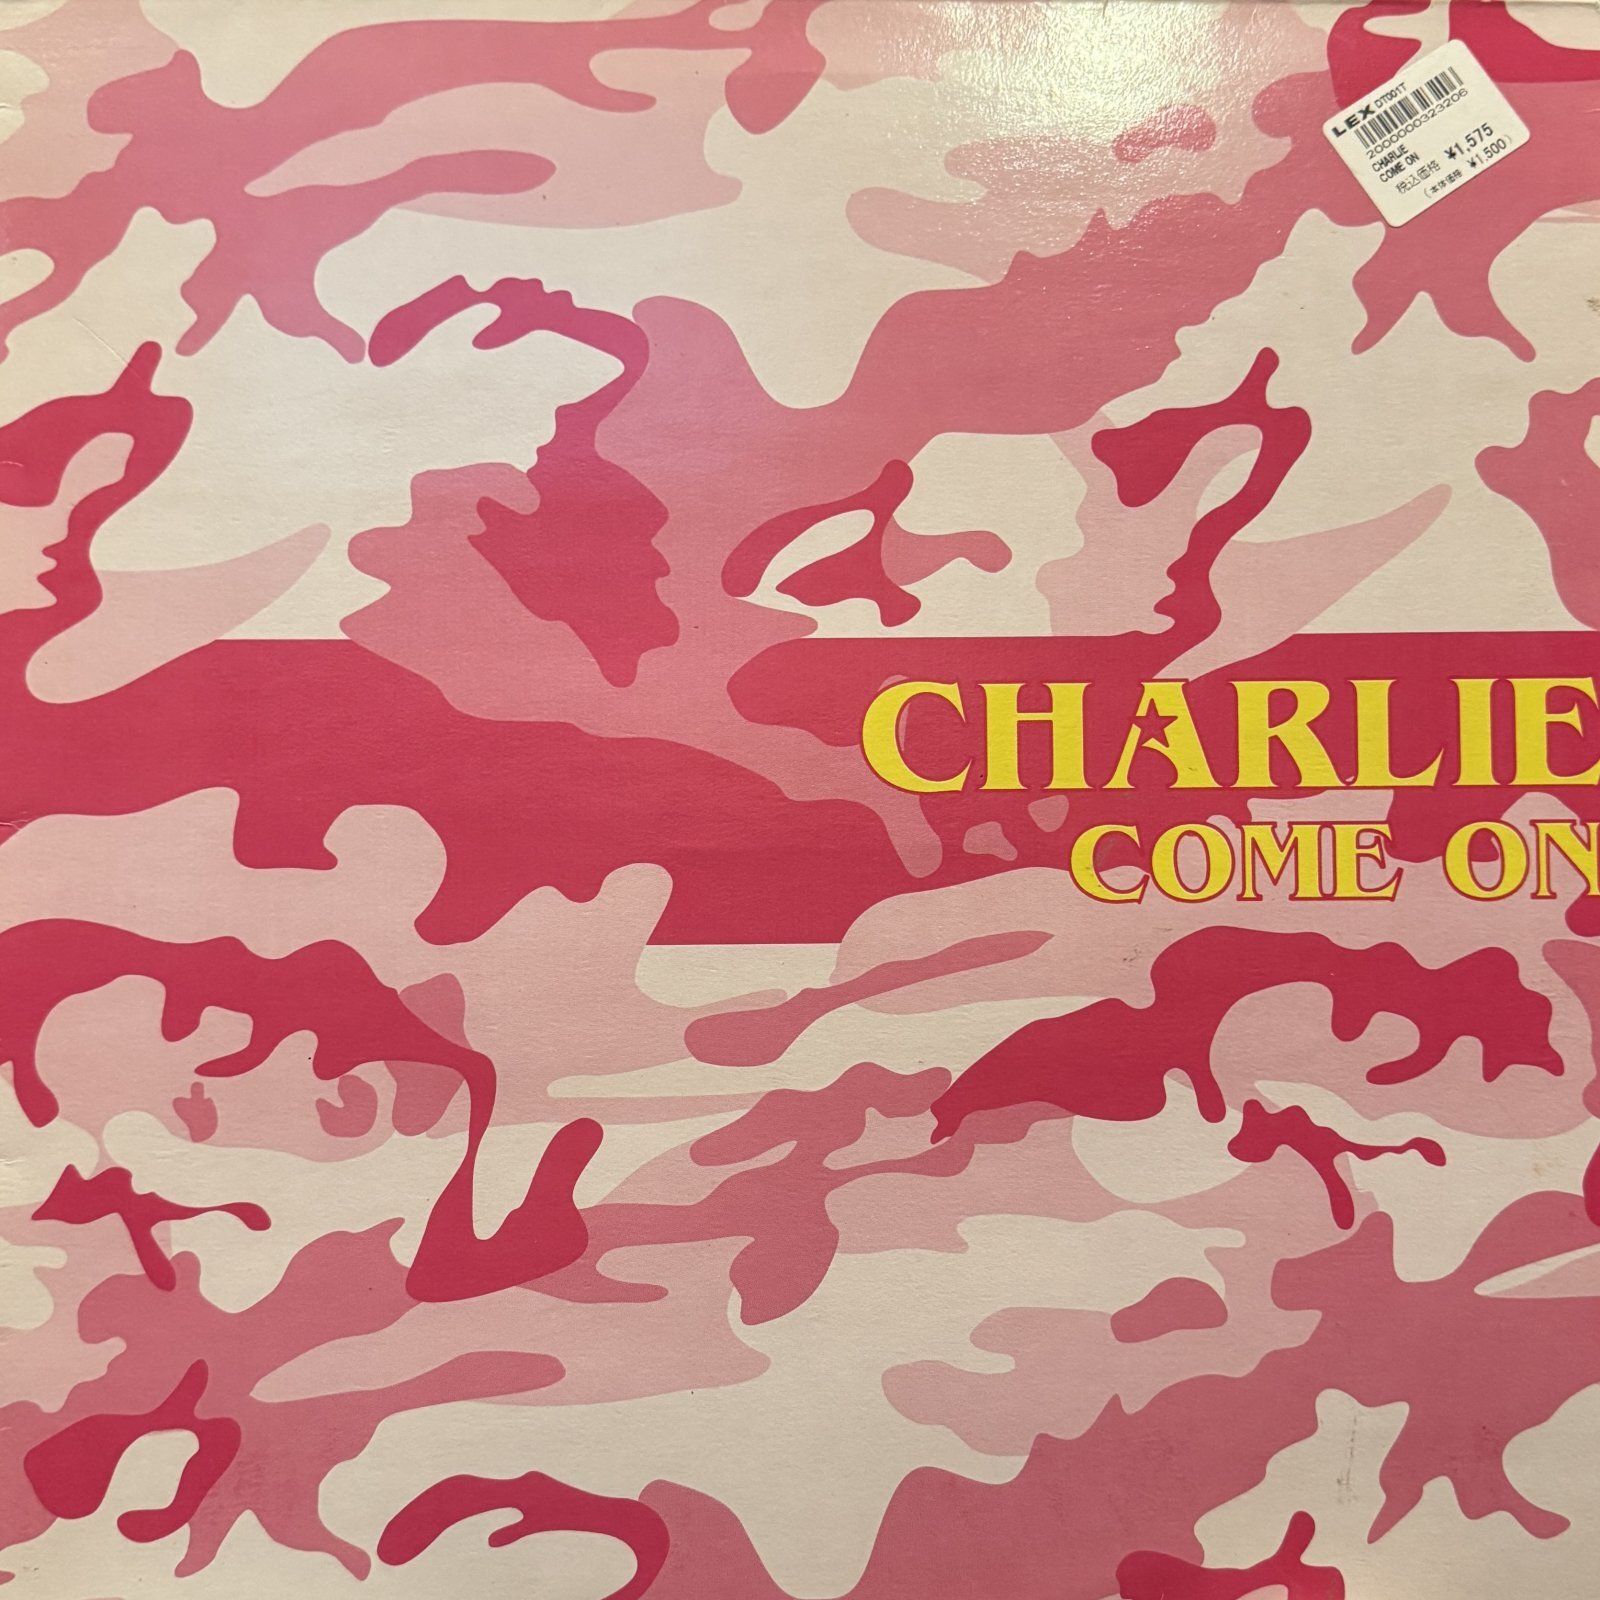 LEX DT001T
2000000323206
CHARLIE
COME ON
税込価格 ¥1,575
(本体価格 ¥1,500)
CHARLIE
COME ON